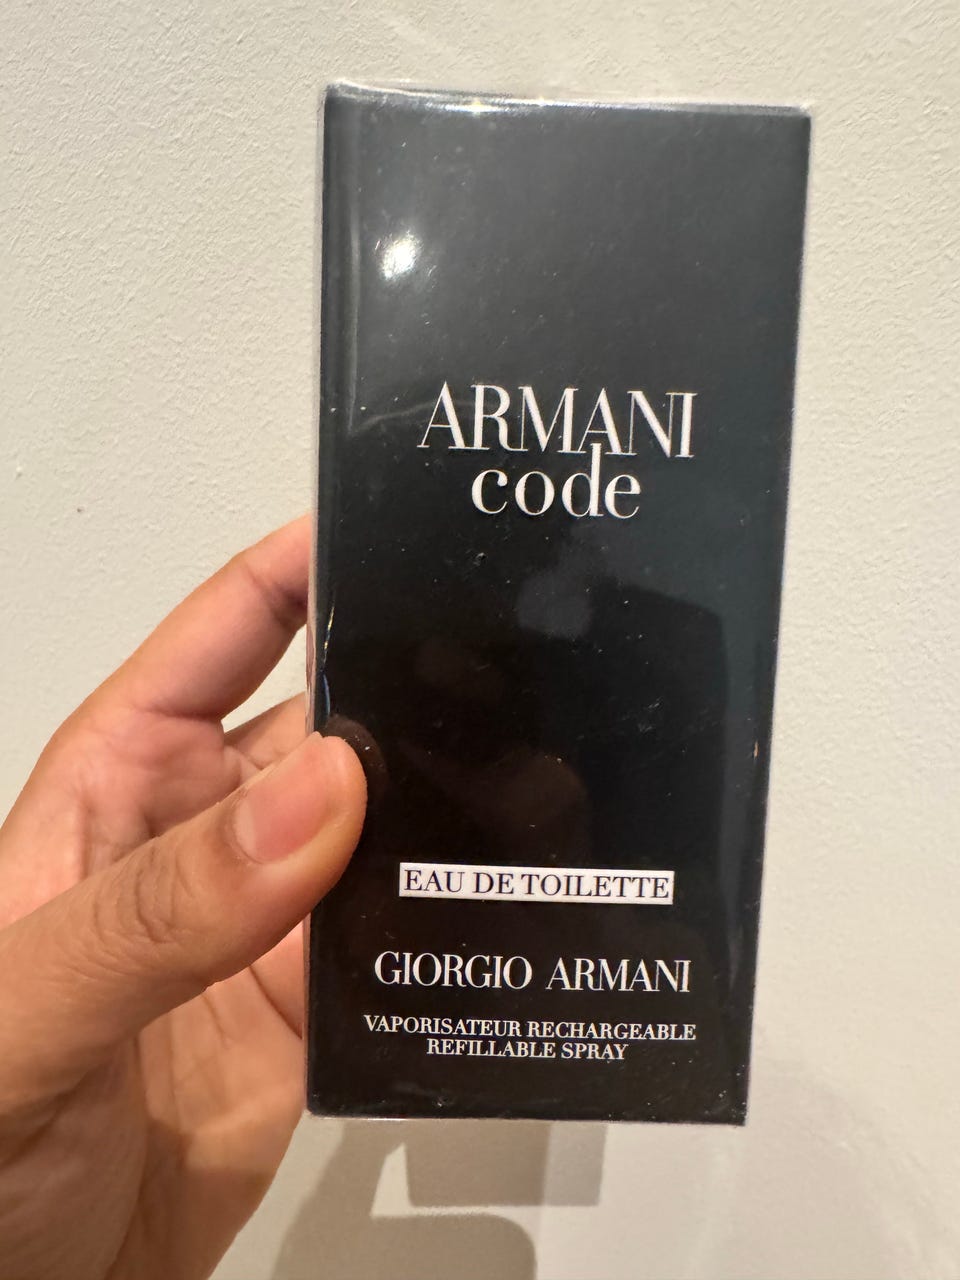 ARMANI
code
EAU DE TOILETTE
GIORGIO ARMANI
VAPORISATEUR RECHARGEABLE
REFILLABLE SPRAY